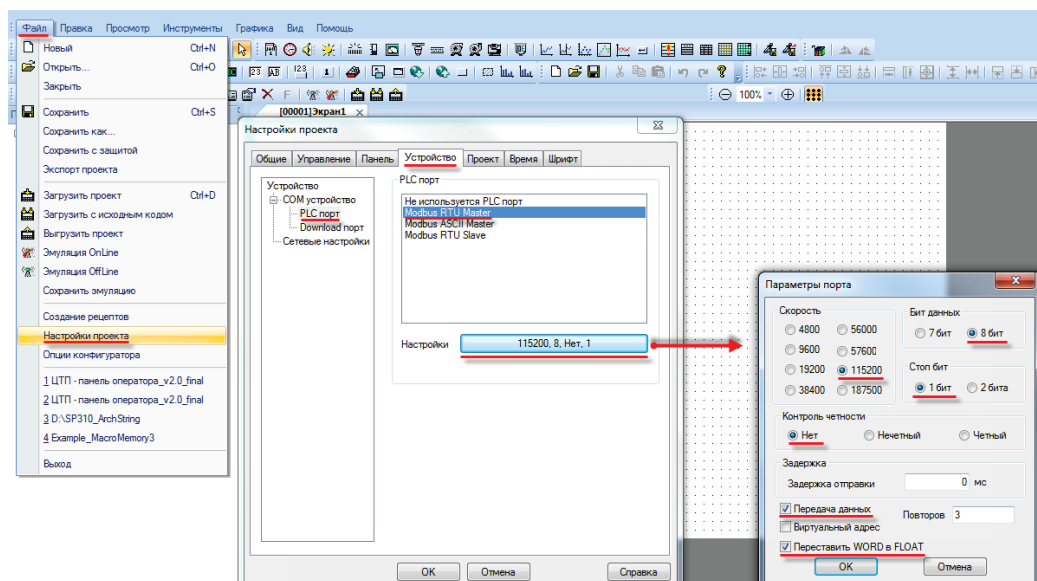 Файл Правка Просмотр Инструменты Графика Вид Помощь
Новый Ctrl+N
Открыть... Ctrl+O
Закрыть
Сохранить Ctrl+S
Сохранить как...
Сохранить с защитой
Экспорт проекта
Загрузить проект Ctrl+D
Загрузить с исходным кодом
Выгрузить проект
Эмуляция OnLine
Эмуляция OffLine
Сохранить эмуляцию
Создание рецептов
Настройки проекта
Опции конфигуратора
1 ЦТП - панель оператора_v2.0_final
2 ЦТП - панель оператора_v2.0_final
3 D:\SP310_ArchString
4 Example_MacroMemory3
Выход
100%
[00001]Экран1
Настройки проекта
Общие Управление Панель Устройство Проект Время Шрифт
Устройство
COM устройство
PLC порт
Download порт
Сетевые настройки
PLC порт
Не используется PLC порт
Modbus RTU Master
Modbus ASCII Master
Modbus RTU Slave
Настройки 115200, 8, Нет, 1
OK Отмена Справка
Параметры порта
Скорость
4800 56000
9600 57600
19200 115200
38400 187500
Бит данных
7 бит 8 бит
Стоп бит
1 бит 2 бита
Контроль четности
Нет Нечетный Четный
Задержка
Задержка отправки 0 мс
Передача данных
Виртуальный адрес
Повторов 3
Переставить WORD в FLOAT
OK Отмена